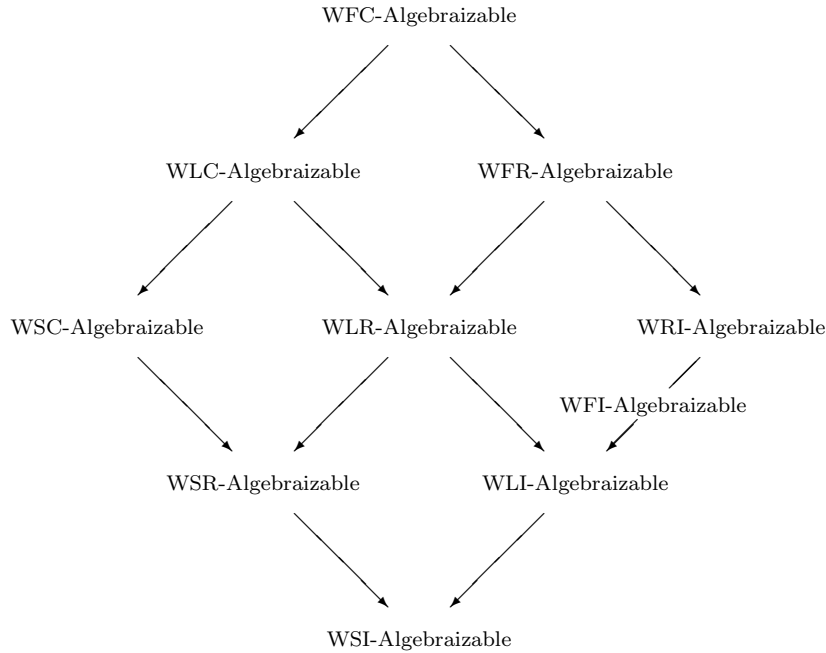 WFC-Algebraizable
WLC-Algebraizable WFR-Algebraizable
WSC-Algebraizable WLR-Algebraizable WRI-Algebraizable
WFI-Algebraizable
WSR-Algebraizable WLI-Algebraizable
WSI-Algebraizable